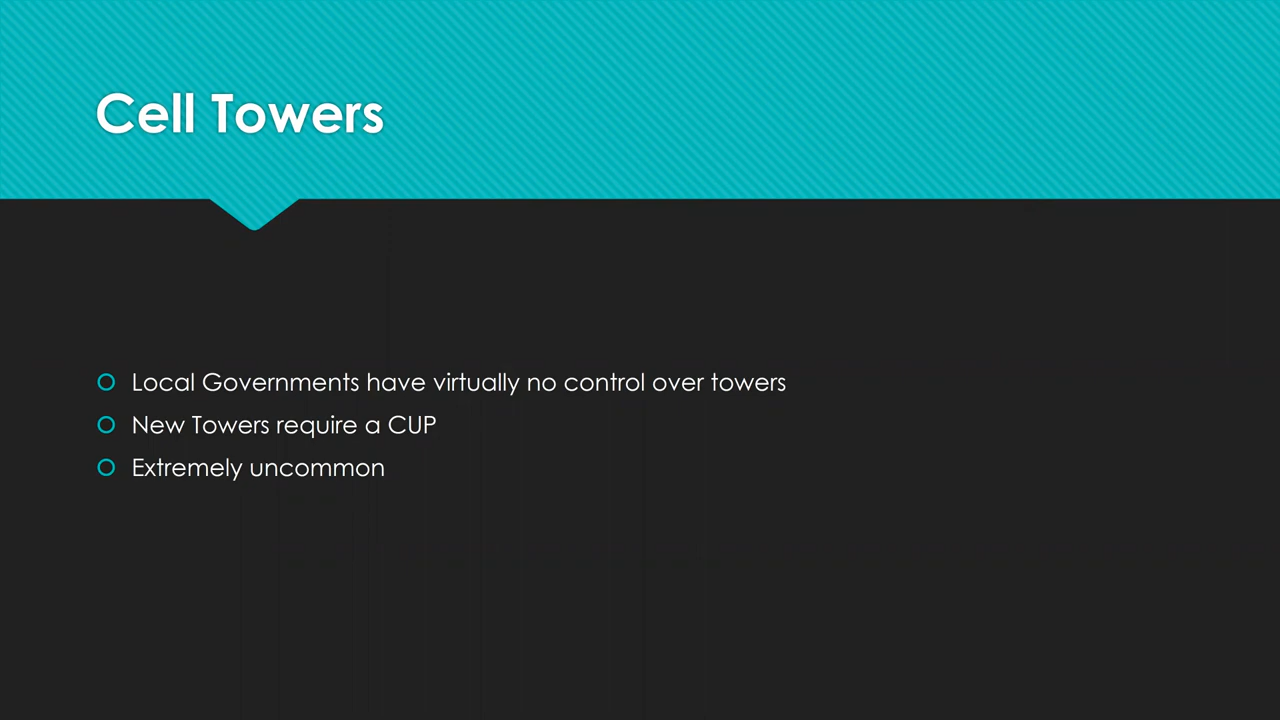 Cell Towers
Local Governments have virtually no control over towers
New Towers require a CUP
Extremely uncommon